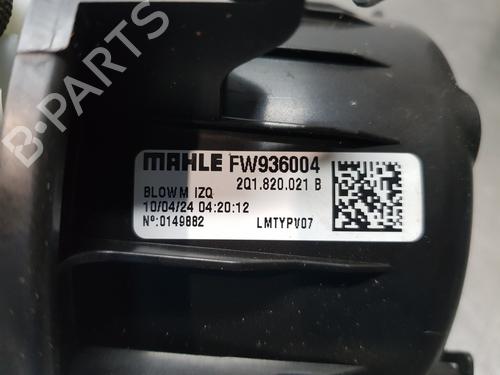 MAHLE FW936004
2Q1.820.021 B
BLOW M IZQ
10/04/24 04:20:12
Nº:0149882 LMTYPV07
B-PARTS